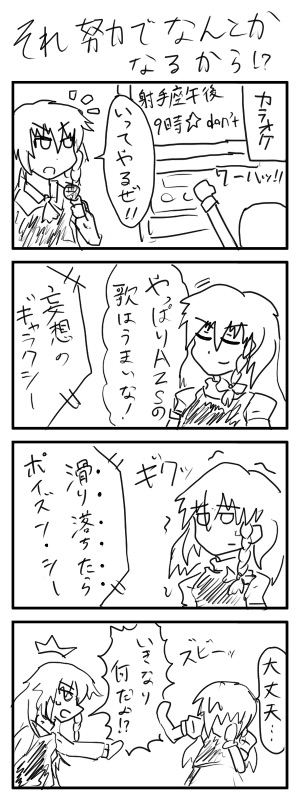 それ努力でなんとか
なるから!?
カラオケ
射手座午後
9時☆don't
ワーハッ!!
いってやるぜ!!
やっぱりAZSの
歌はうまいな!
妄想の
ギャラクシー
ギクッ
滑り落ちたら
ポイズン・シー
大丈夫…
ズビーッ
いきなり
何だよ!?